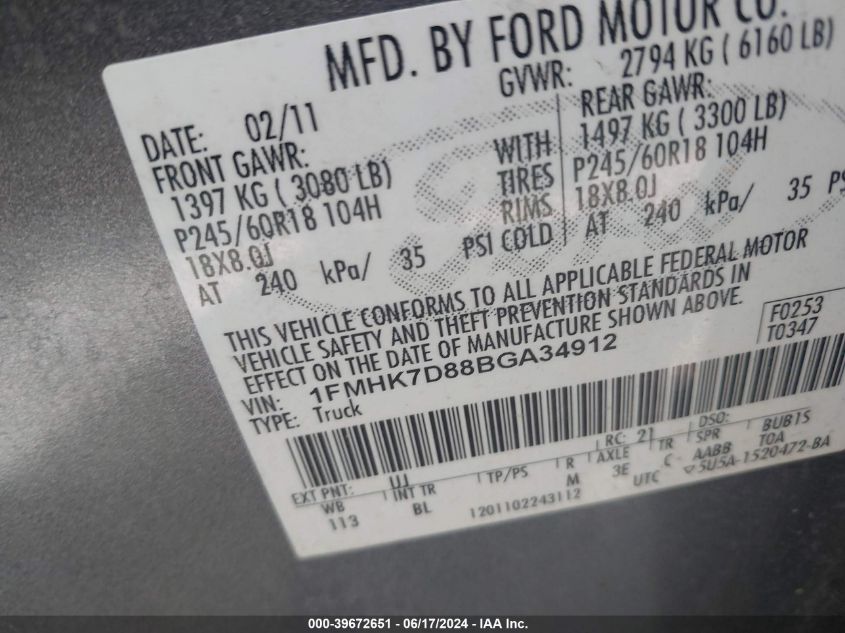 MFD. BY FORD MOTOR CO.
DATE: 02/11 GVWR: 2794 KG ( 6160 LB)
FRONT GAWR: REAR GAWR:
1397 KG ( 3080 LB) WITH 1497 KG ( 3300 LB)
P245/60R18 104H TIRES P245/60R18 104H
18X8.0J RIMS 18X8.0J
AT 240 kPa/ 35 PSI COLD AT 240 kPa/ 35 PS
THIS VEHICLE CONFORMS TO ALL APPLICABLE FEDERAL MOTOR
VEHICLE SAFETY AND THEFT PREVENTION STANDARDS IN
EFFECT ON THE DATE OF MANUFACTURE SHOWN ABOVE.
VIN: 1FMHK7D88BGA34912 F0253
TYPE: Truck T0347
EXT PNT: UJ RC: 21 DSO:
WB INT TR TP/PS R AXLE TR SPR BUB1S
113 BL M 3E C- AABB TOA
1201102243112 UTC 5U5A-1520472-BA
000-39672651 - 06/17/2024 - IAA Inc.